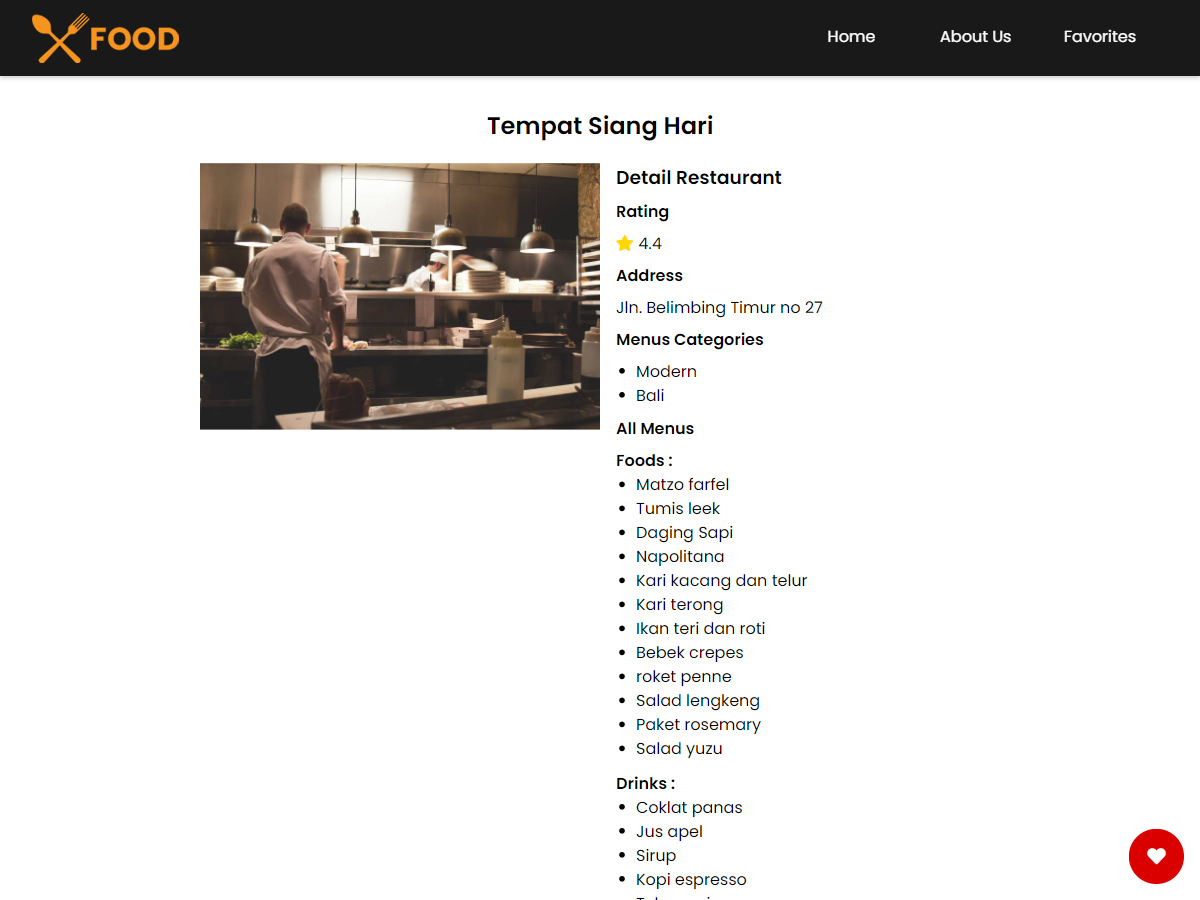 FOOD
Home
About Us
Favorites
Tempat Siang Hari
Detail Restaurant
Rating
4.4
Address
Jln. Belimbing Timur no 27
Menus Categories
Modern
Bali
All Menus
Foods :
Matzo farfel
Tumis leek
Daging Sapi
Napolitana
Kari kacang dan telur
Kari terong
Ikan teri dan roti
Bebek crepes
roket penne
Salad lengkeng
Paket rosemary
Salad yuzu
Drinks :
Coklat panas
Jus apel
Sirup
Kopi espresso